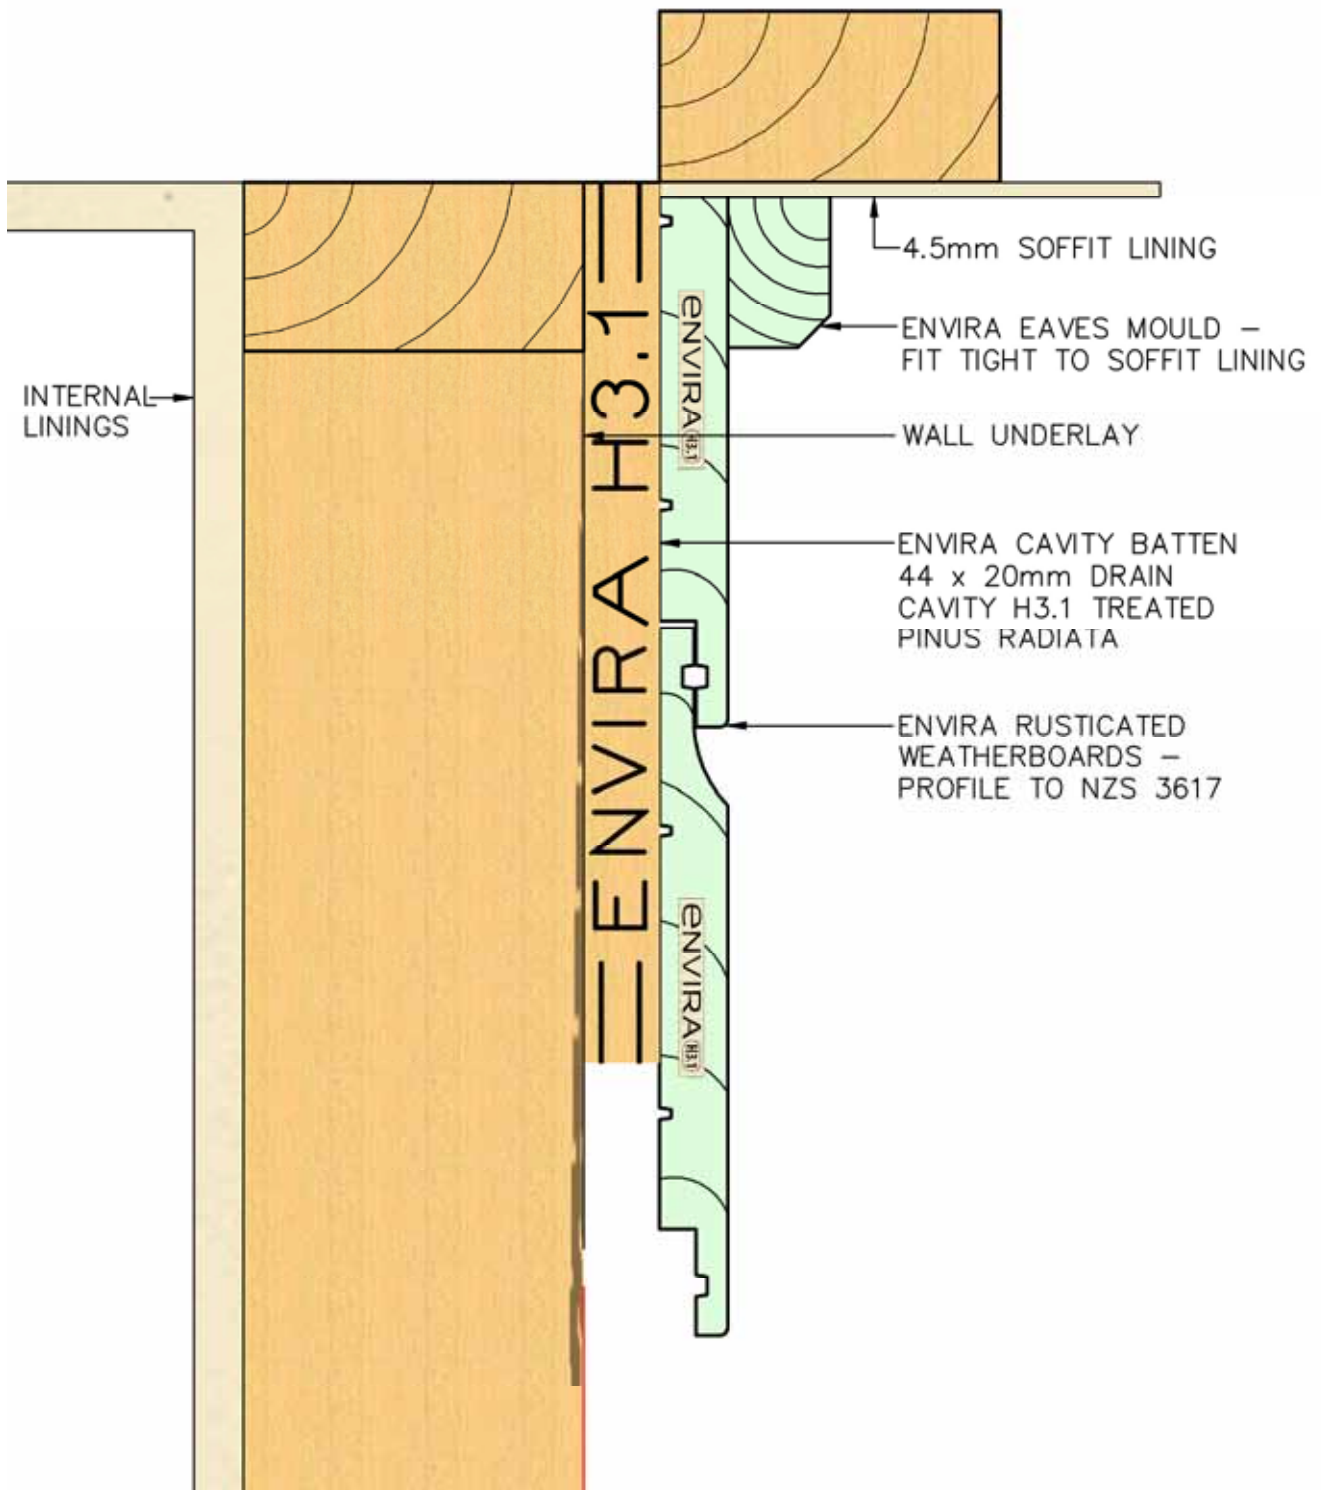 4.5mm SOFFIT LINING
ENVIRA EAVES MOULD –
FIT TIGHT TO SOFFIT LINING
INTERNAL
LININGS
WALL UNDERLAY
ENVIRA CAVITY BATTEN
44 x 20mm DRAIN
CAVITY H3.1 TREATED
PINUS RADIATA
ENVIRA RUSTICATED
WEATHERBOARDS –
PROFILE TO NZS 3617
ENVIRA H3.1
eNVIRA H3.1
eNVIRA H3.1